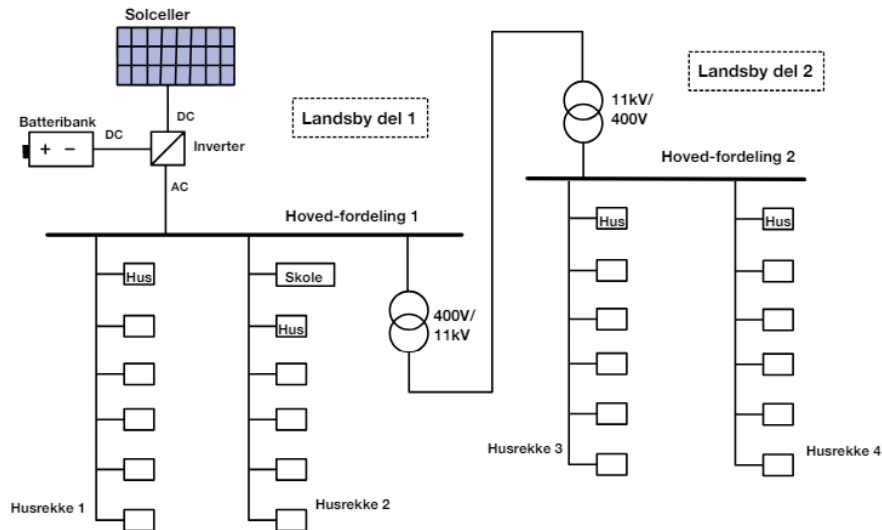 Solceller
Landsby del 1
Landsby del 2
11kV/
400V
Batteribank
DC
DC
+ −
Inverter
AC
Hoved-fordeling 1
Hoved-fordeling 2
Hus
Skole
Hus
400V/
11kV
Hus
Hus
Husrekke 1
Husrekke 2
Husrekke 3
Husrekke 4